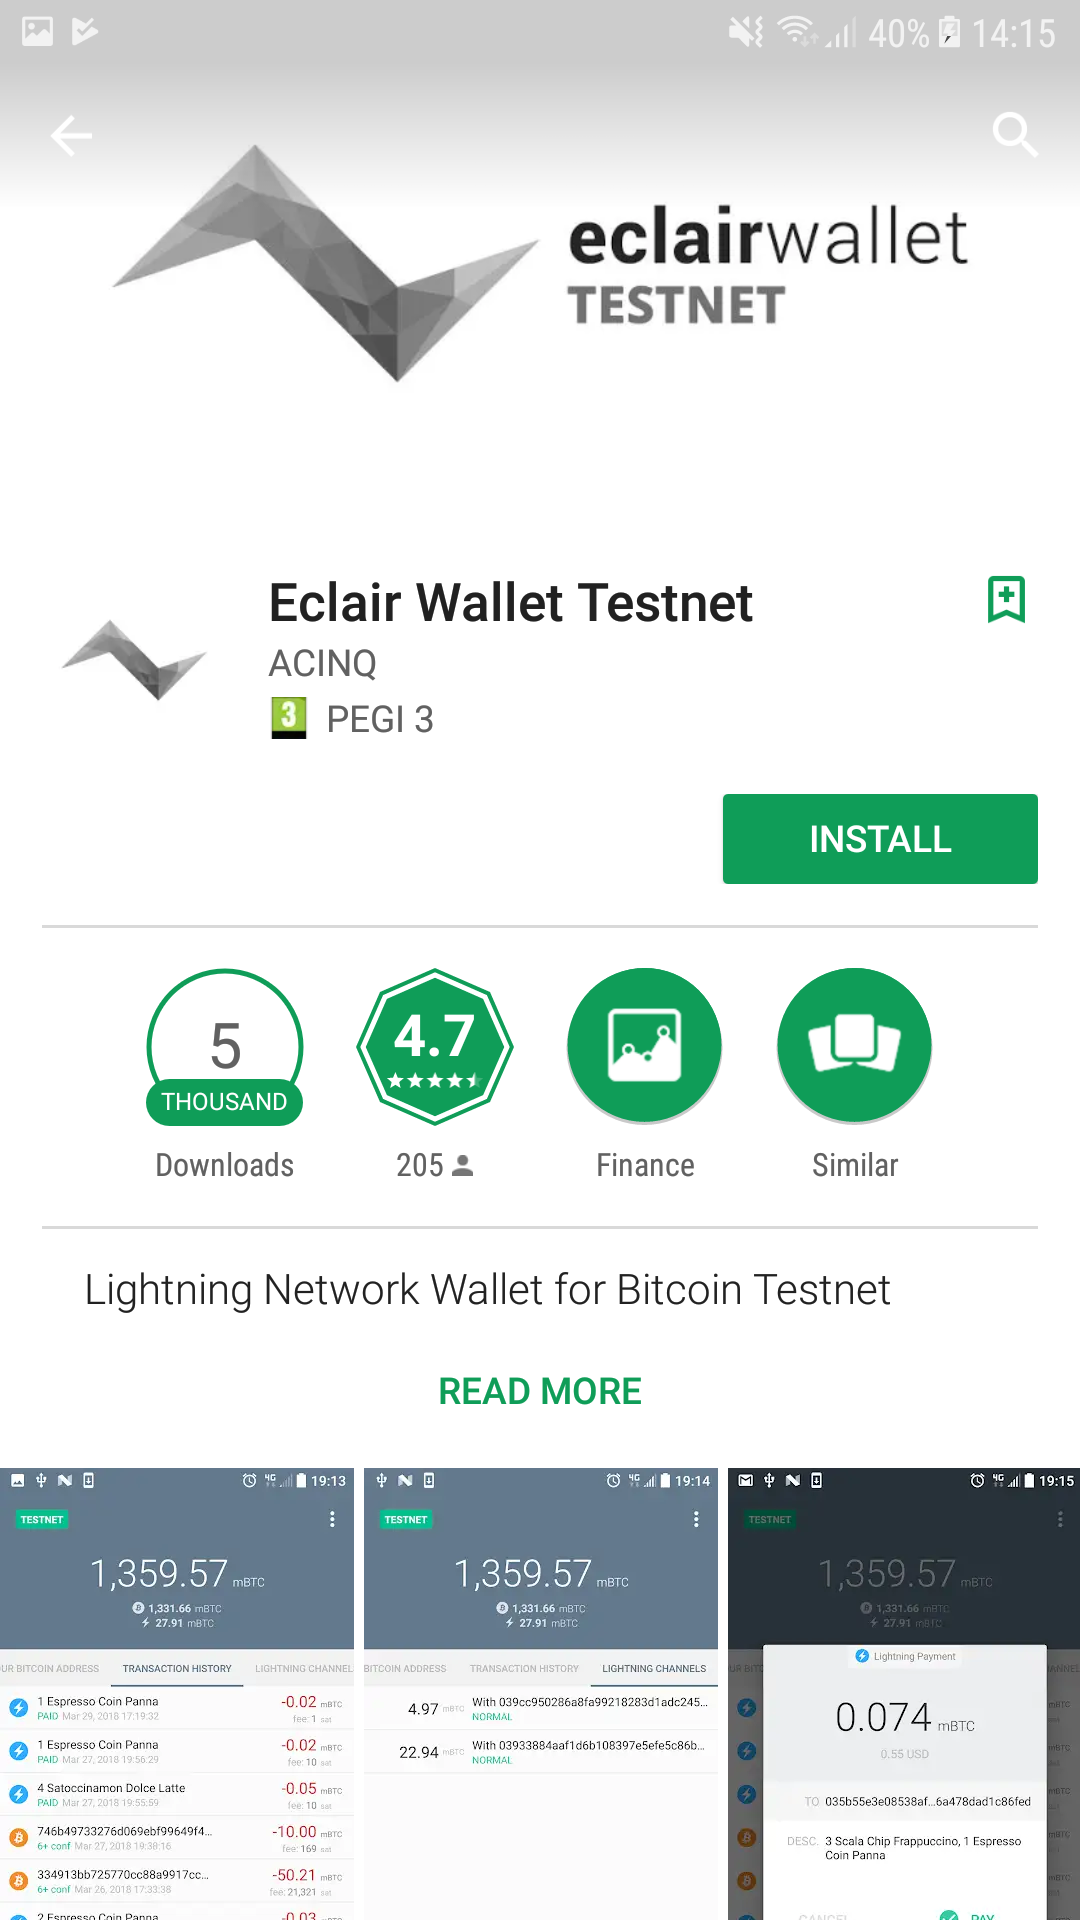 40% 14:15
eclairwallet
TESTNET
Eclair Wallet Testnet
ACINQ
3 PEGI 3
INSTALL
5
THOUSAND
4.7
Downloads
205
Finance
Similar
Lightning Network Wallet for Bitcoin Testnet
READ MORE
4G 19:13
TESTNET
1,359.57 mBTC
1,331.66 mBTC
27.91 mBTC
UR BITCOIN ADDRESS TRANSACTION HISTORY LIGHTNING CHANNEL
1 Espresso Coin Panna -0.02 mBTC
PAID Mar 29, 2018 17:19:32 fee: 1 sat
1 Espresso Coin Panna -0.02 mBTC
PAID Mar 27, 2018 19:56:29 fee: 10 sat
4 Satoccinamon Dolce Latte -0.05 mBTC
PAID Mar 27, 2018 19:55:59 fee: 10 sat
746b49733276d069ebf99649f4... -10.00 mBTC
6+ conf Mar 27, 2018 19:38:16 fee: 169 sat
334913bb725770cc88a9917cc... -50.21 mBTC
6+ conf Mar 26, 2018 17:33:38 fee: 21,321 sat
2 Espresso Coin Panna -0.03 mBTC
4G 19:14
TESTNET
1,359.57 mBTC
1,331.66 mBTC
27.91 mBTC
BITCOIN ADDRESS TRANSACTION HISTORY LIGHTNING CHANNELS
4.97 mBTC With 039cc950286a8fa99218283d1adc245...
NORMAL
22.94 mBTC With 03933884aaf1d6b108397e5efe5c86b...
NORMAL
4G 19:15
TESTNET
1,359.57 mBTC
1,331.66 mBTC
27.91 mBTC
Lightning Payment
0.074 mBTC
0.55 USD
TO 035b55e3e08538af...6a478dad1c86fed
DESC. 3 Scala Chip Frappuccino, 1 Espresso
Coin Panna
CANCEL PAY